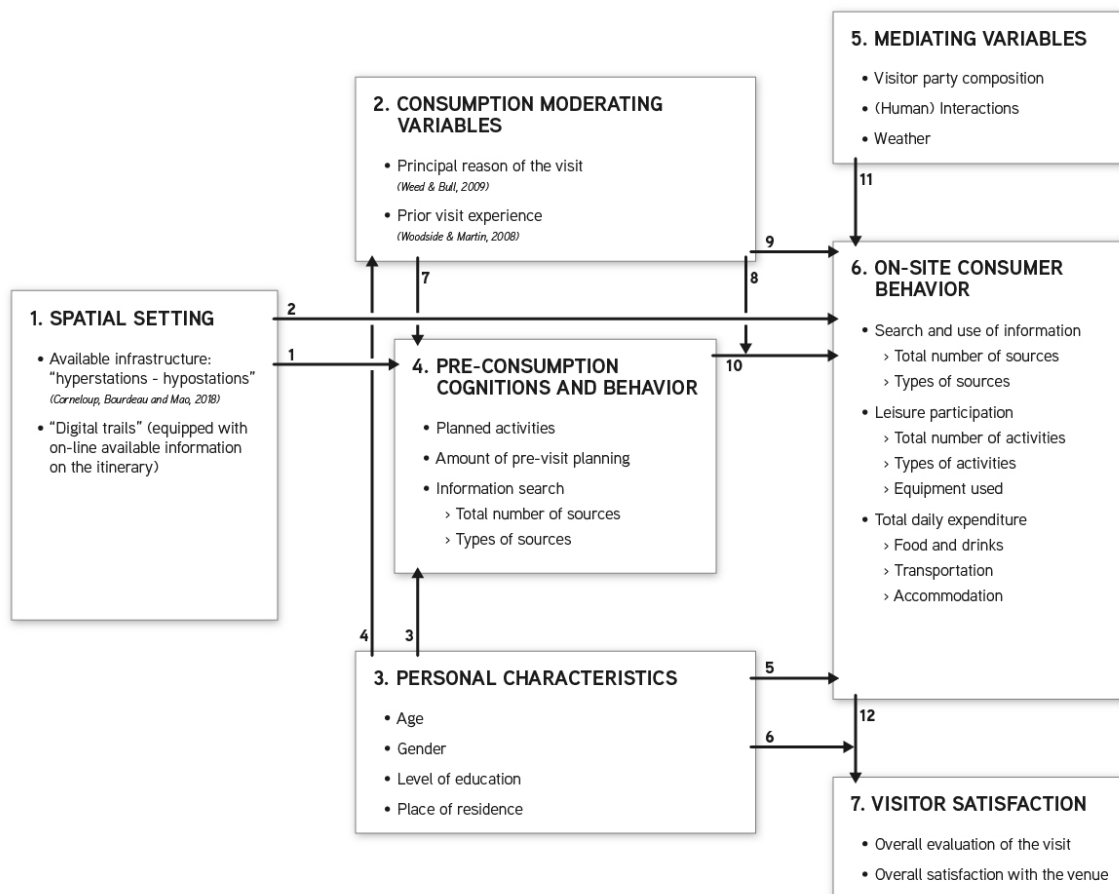 5. MEDIATING VARIABLES
• Visitor party composition
• (Human) Interactions
• Weather
2. CONSUMPTION MODERATING
VARIABLES
• Principal reason of the visit
(Weed & Bull, 2009)
• Prior visit experience
(Woodside & Martin, 2008)
11
9
7
8
6. ON-SITE CONSUMER
BEHAVIOR
• Search and use of information
› Total number of sources
› Types of sources
• Leisure participation
› Total number of activities
› Types of activities
› Equipment used
• Total daily expenditure
› Food and drinks
› Transportation
› Accommodation
1. SPATIAL SETTING
• Available infrastructure:
"hyperstations - hypostations"
(Corneloup, Bourdeau and Mao, 2018)
• "Digital trails" (equipped with
on-line available information
on the itinerary)
2
1
10
4. PRE-CONSUMPTION
COGNITIONS AND BEHAVIOR
• Planned activities
• Amount of pre-visit planning
• Information search
› Total number of sources
› Types of sources
4
3
3. PERSONAL CHARACTERISTICS
• Age
• Gender
• Level of education
• Place of residence
5
6
12
7. VISITOR SATISFACTION
• Overall evaluation of the visit
• Overall satisfaction with the venue